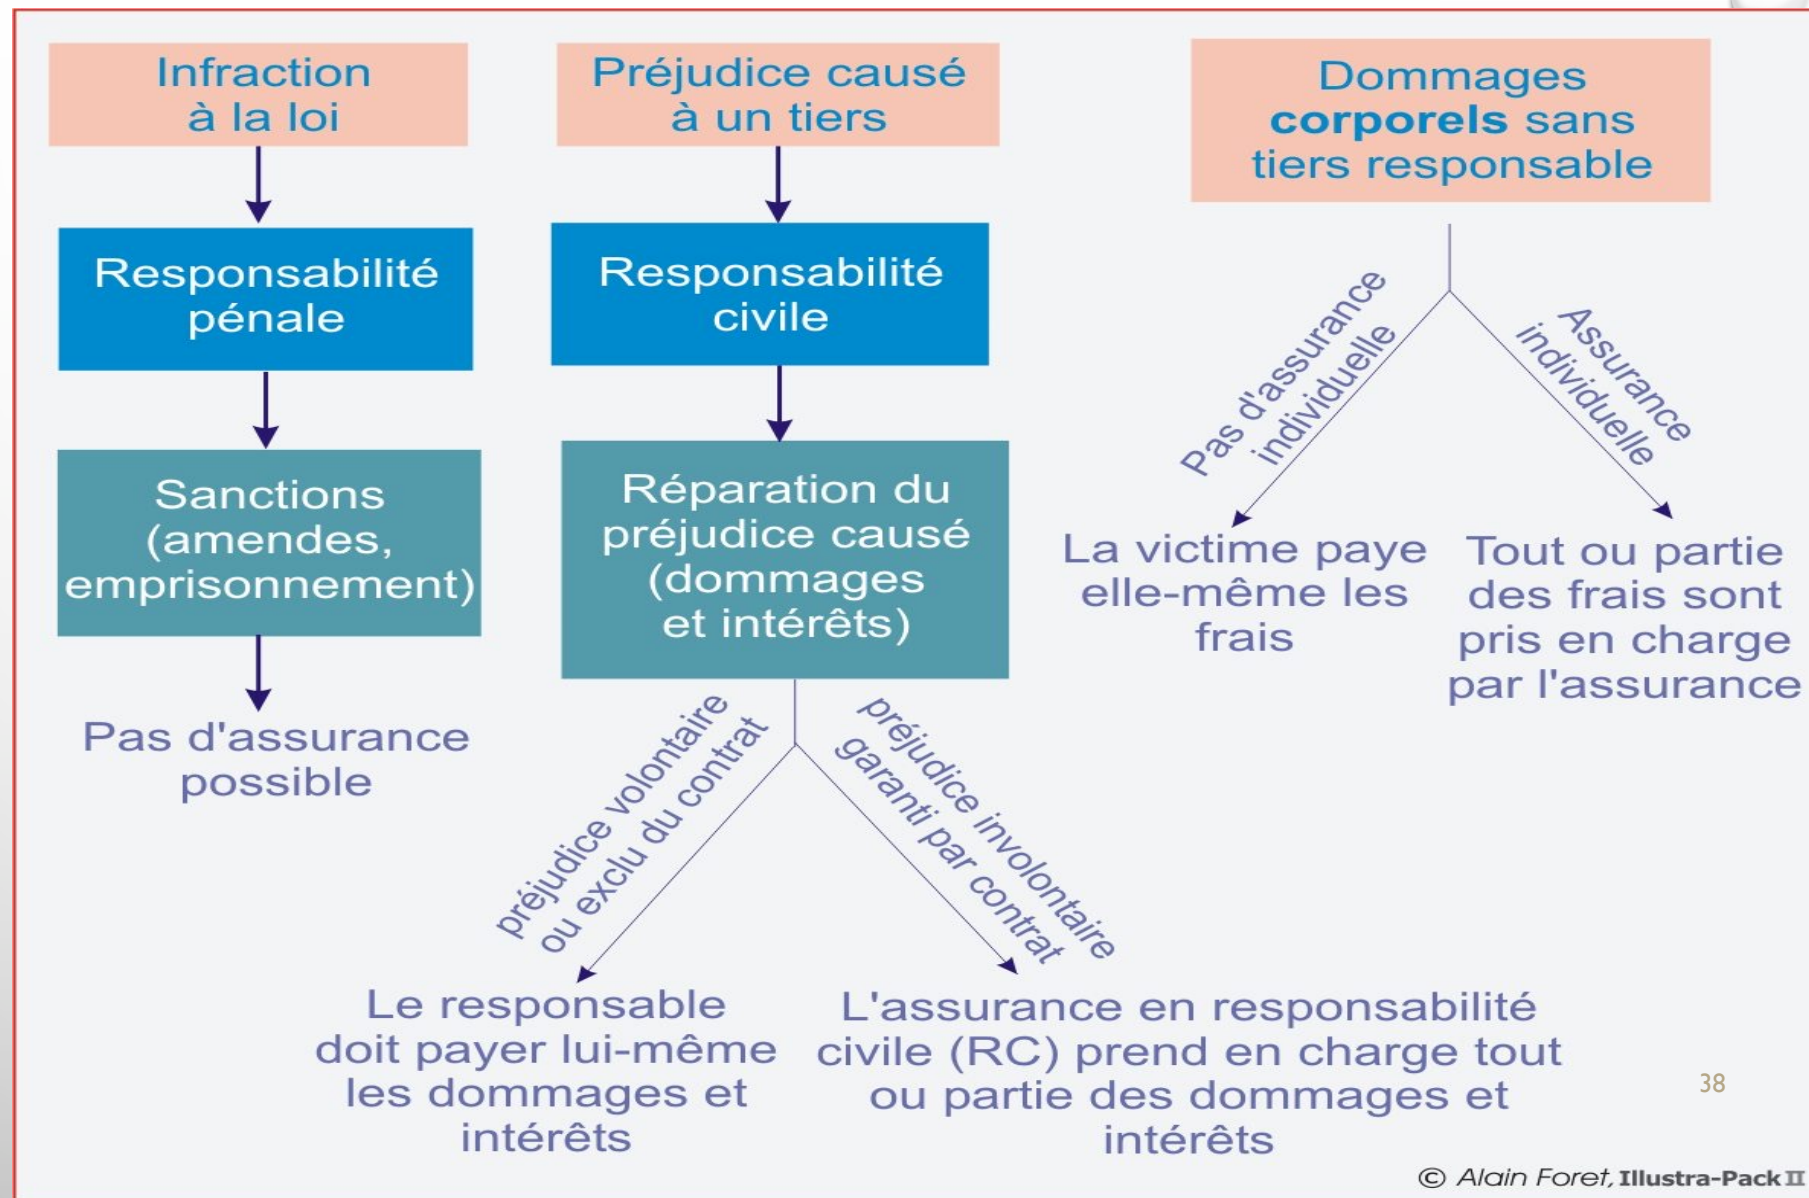 Infraction
à la loi
Responsabilité
pénale
Sanctions
(amendes,
emprisonnement)
Pas d'assurance
possible
Préjudice causé
à un tiers
Responsabilité
civile
Réparation du
préjudice causé
(dommages
et intérêts)
préjudice volontaire
ou exclu du contrat
Le responsable
doit payer lui-même
les dommages et
intérêts
préjudice involontaire
garanti par contrat
L'assurance en responsabilité
civile (RC) prend en charge tout
ou partie des dommages et
intérêts
Dommages
corporels sans
tiers responsable
Pas d'assurance
individuelle
La victime paye
elle-même les
frais
Assurance
individuelle
Tout ou partie
des frais sont
pris en charge
par l'assurance
38
© Alain Foret, Illustra-Pack II